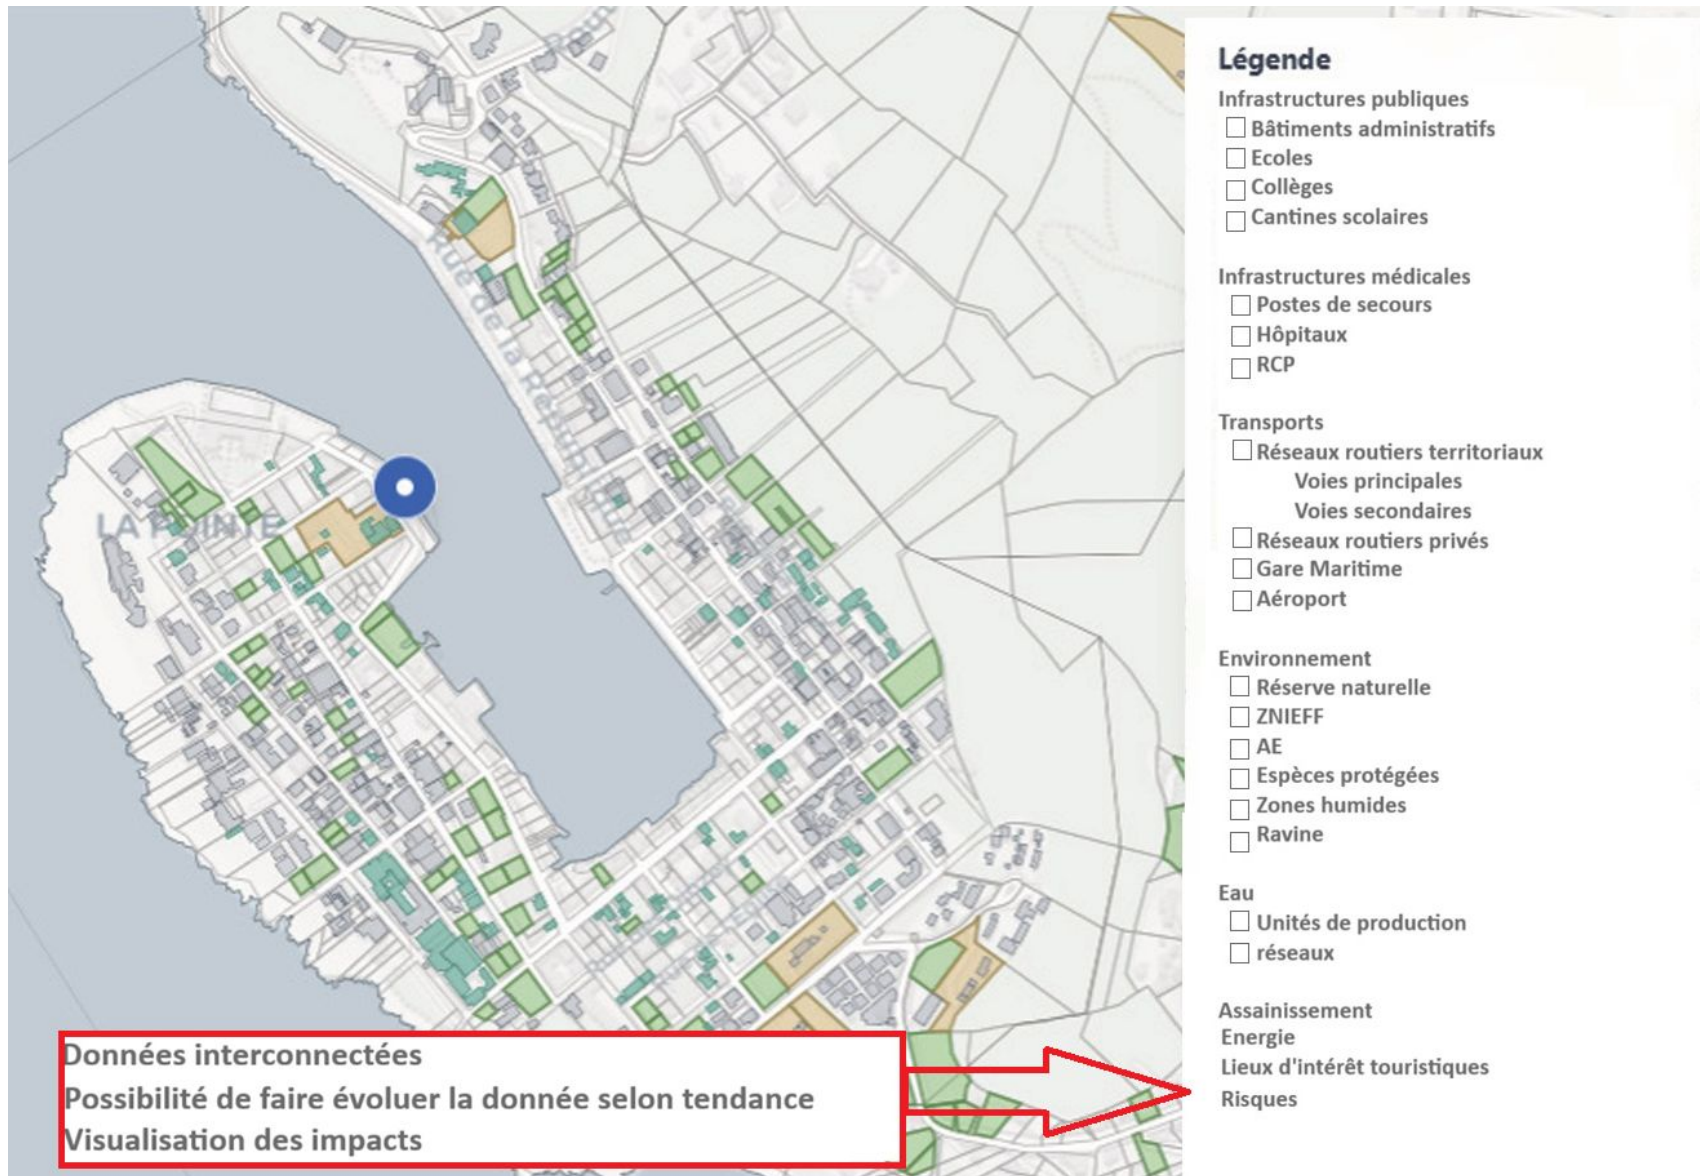 Légende
Infrastructures publiques
Bâtiments administratifs
Ecoles
Collèges
Cantines scolaires
Infrastructures médicales
Postes de secours
Hôpitaux
RCP
Transports
Réseaux routiers territoriaux
Voies principales
Voies secondaires
Réseaux routiers privés
Gare Maritime
Aéroport
Environnement
Réserve naturelle
ZNIEFF
AE
Espèces protégées
Zones humides
Ravine
Eau
Unités de production
réseaux
Assainissement
Energie
Lieux d'intérêt touristiques
Risques
Rue de la République
LA POINTE
Données interconnectées
Possibilité de faire évoluer la donnée selon tendance
Visualisation des impacts